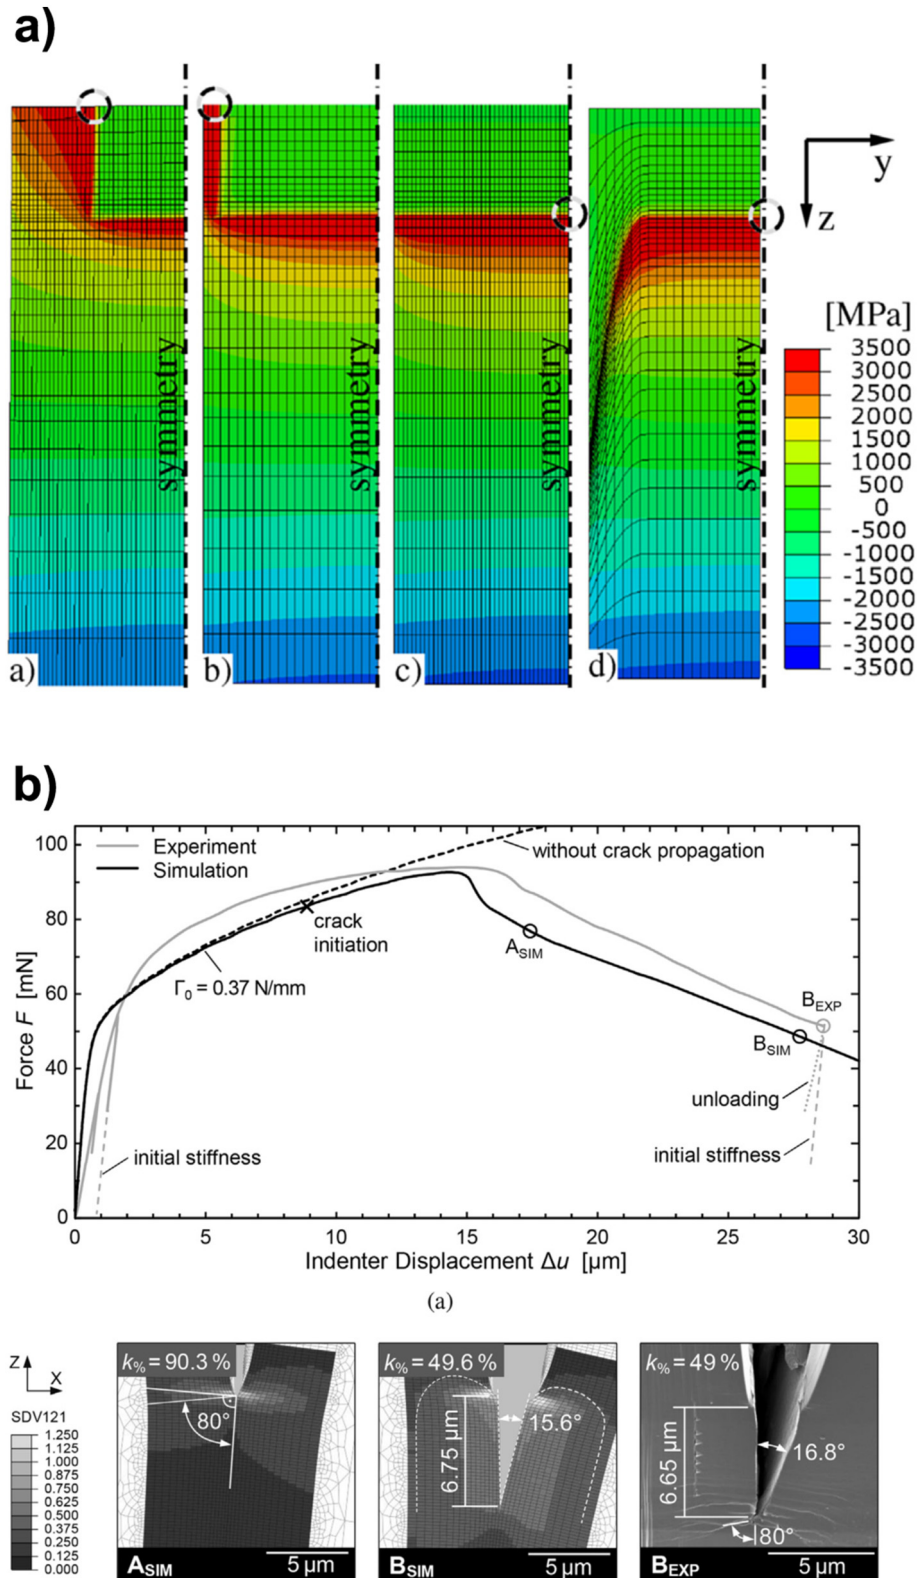 a)
symmetry
symmetry
symmetry
symmetry
y
z
[MPa]
3500
3000
2500
2000
1500
1000
500
0
-500
-1000
-1500
-2000
-2500
-3000
-3500
a)
b)
c)
d)
b)
Force F [mN]
100
80
60
40
20
0
Experiment
Simulation
without crack propagation
crack
initiation
Γ0 = 0.37 N/mm
ASIM
BEXP
BSIM
unloading
initial stiffness
initial stiffness
0 5 10 15 20 25 30
Indenter Displacement Δu [µm]
(a)
Z
X
SDV121
1.250
1.125
1.000
0.875
0.750
0.625
0.500
0.375
0.250
0.125
0.000
k% = 90.3 %
80°
ASIM
5 µm
k% = 49.6 %
6.75 µm
15.6°
BSIM
5 µm
k% = 49 %
6.65 µm
16.8°
80°
BEXP
5 µm